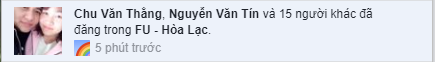 Chu Văn Thắng, Nguyễn Văn Tín và 15 người khác đã
đăng trong FU - Hòa Lạc.
5 phút trước